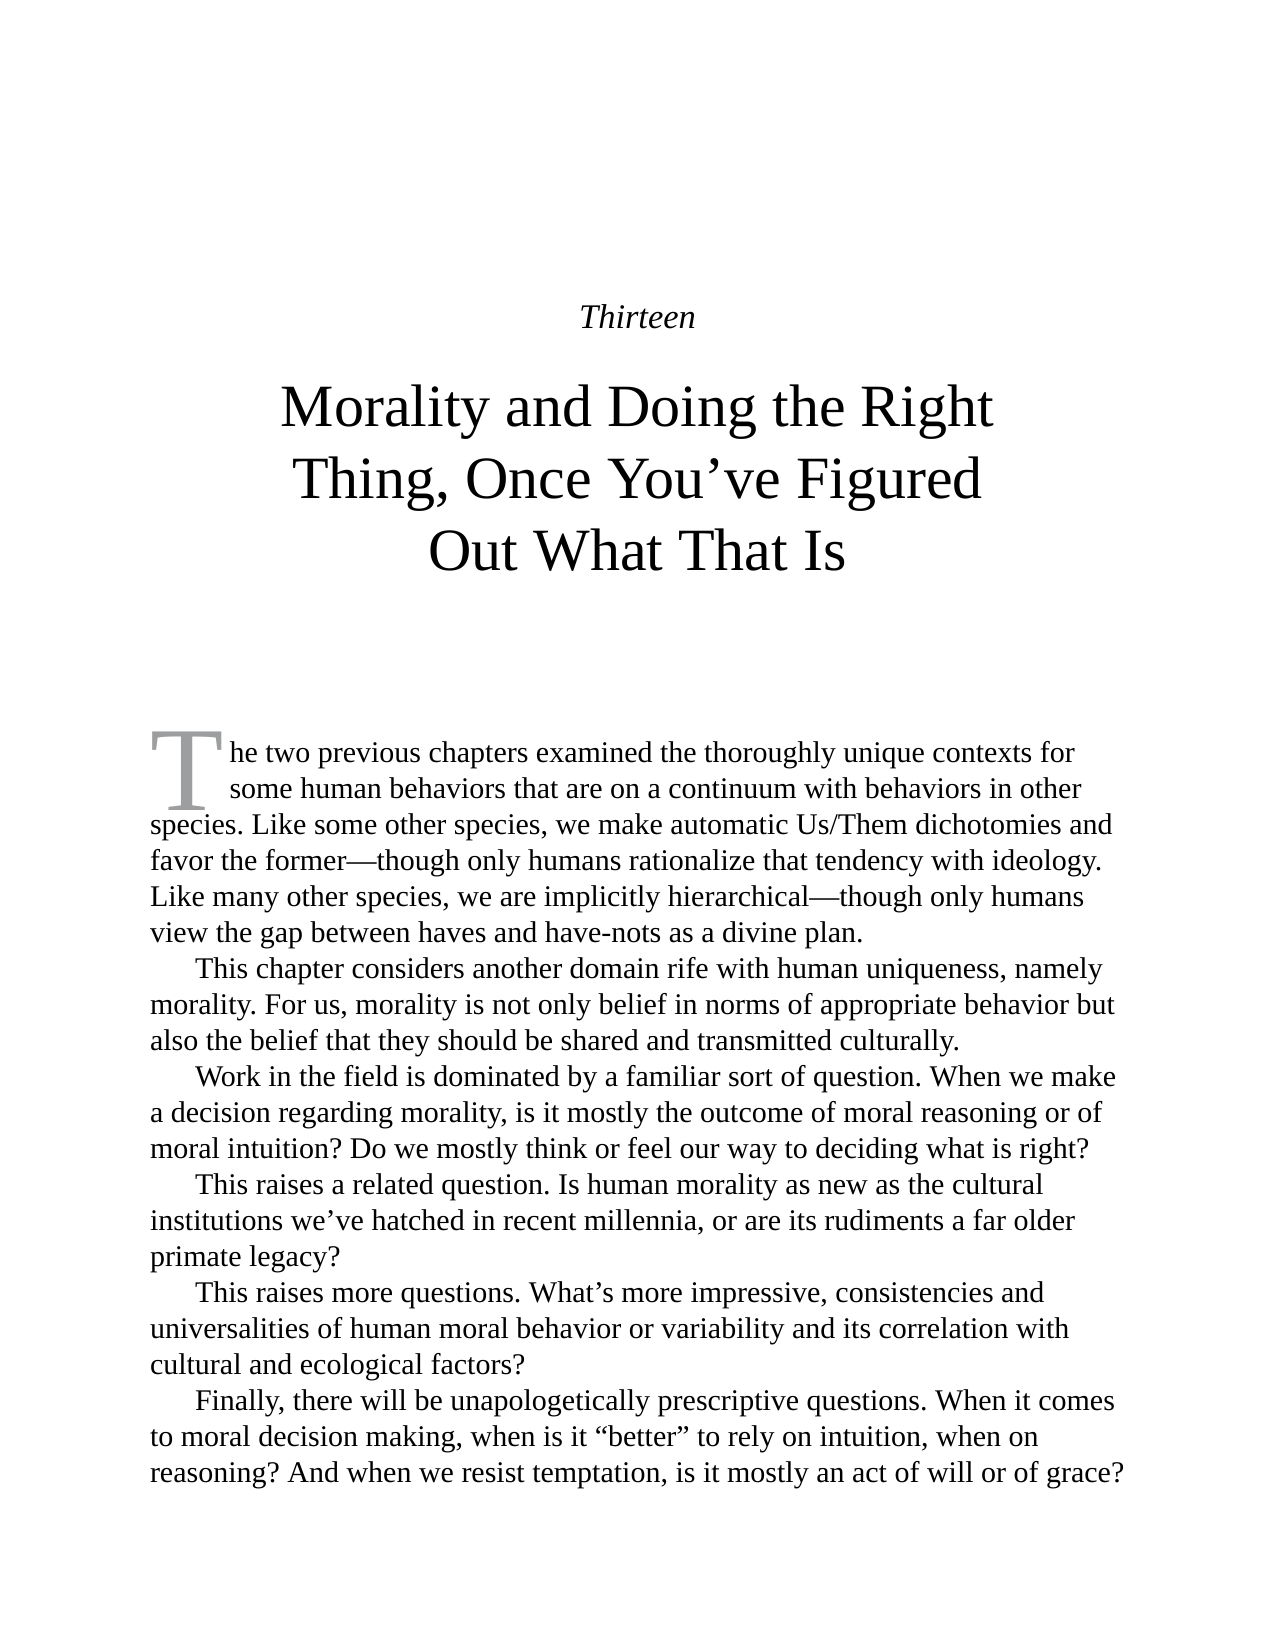 Thirteen
Morality and Doing the Right
Thing, Once You’ve Figured
Out What That Is
The two previous chapters examined the thoroughly unique contexts for
some human behaviors that are on a continuum with behaviors in other
species. Like some other species, we make automatic Us/Them dichotomies and
favor the former—though only humans rationalize that tendency with ideology.
Like many other species, we are implicitly hierarchical—though only humans
view the gap between haves and have-nots as a divine plan.
This chapter considers another domain rife with human uniqueness, namely
morality. For us, morality is not only belief in norms of appropriate behavior but
also the belief that they should be shared and transmitted culturally.
Work in the field is dominated by a familiar sort of question. When we make
a decision regarding morality, is it mostly the outcome of moral reasoning or of
moral intuition? Do we mostly think or feel our way to deciding what is right?
This raises a related question. Is human morality as new as the cultural
institutions we’ve hatched in recent millennia, or are its rudiments a far older
primate legacy?
This raises more questions. What’s more impressive, consistencies and
universalities of human moral behavior or variability and its correlation with
cultural and ecological factors?
Finally, there will be unapologetically prescriptive questions. When it comes
to moral decision making, when is it “better” to rely on intuition, when on
reasoning? And when we resist temptation, is it mostly an act of will or of grace?